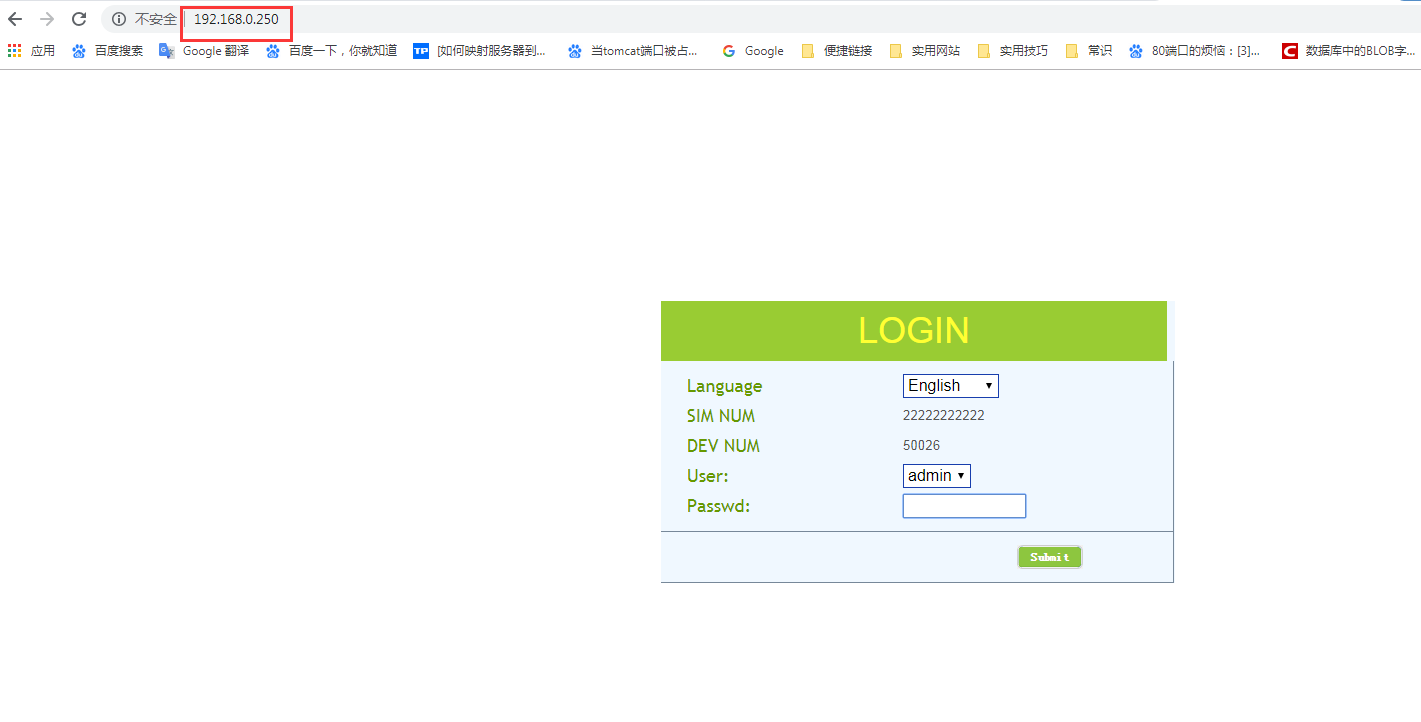 不安全 192.168.0.250
应用 百度搜索 Google 翻译 百度一下，你就知道 TP [如何映射服务器到... 当tomcat端口被占... Google 便捷链接 实用网站 实用技巧 常识 80端口的烦恼：[3]... C 数据库中的BLOB字...
LOGIN
Language English
SIM NUM 22222222222
DEV NUM 50026
User: admin
Passwd:
Submit